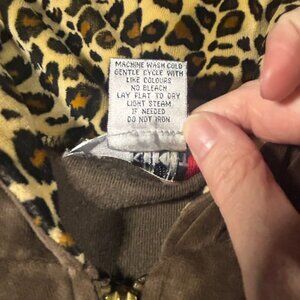 MACHINE WASH COLD
GENTLE CYCLE WITH
LIKE COLOURS
NO BLEACH
LAY FLAT TO DRY
LIGHT STEAM
IF NEEDED
DO NOT IRON